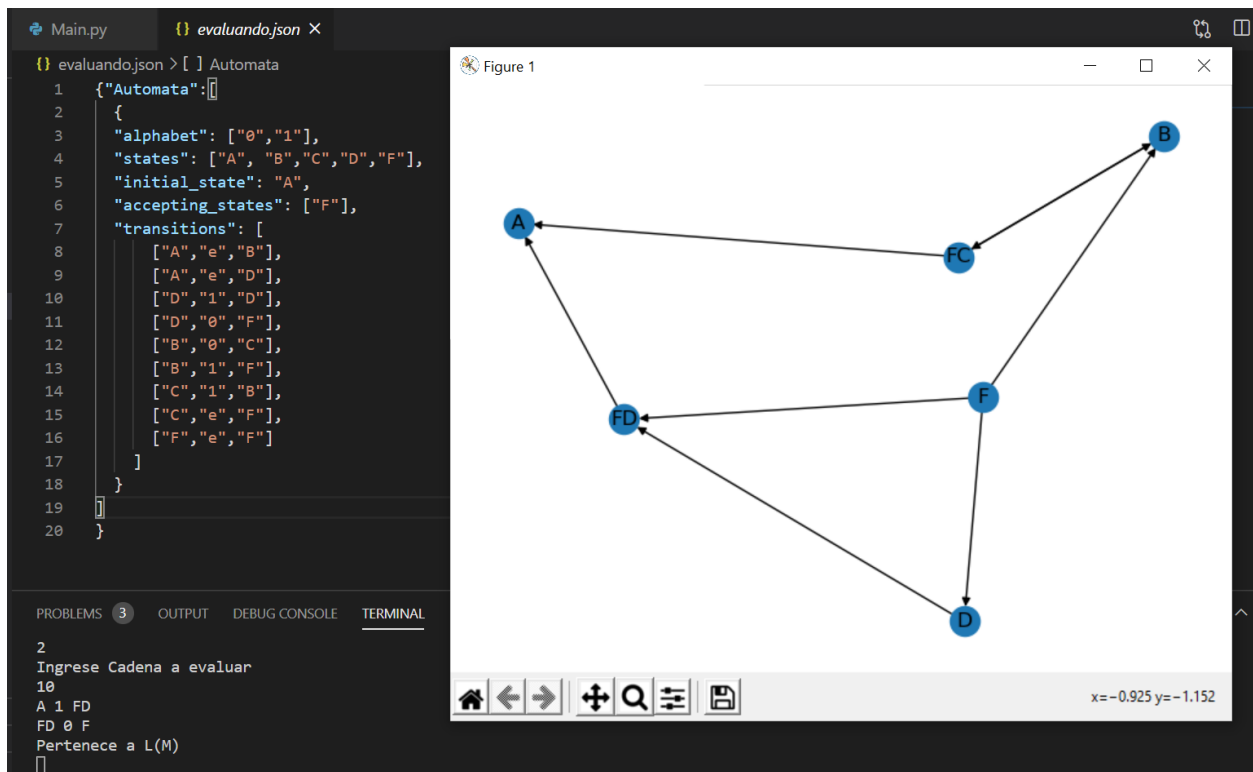 Main.py
{} evaluando.json ×
{} evaluando.json > [ ] Automata
1 {"Automata":[
2 {
3 "alphabet": ["0","1"],
4 "states": ["A", "B","C","D","F"],
5 "initial_state": "A",
6 "accepting_states": ["F"],
7 "transitions": [
8 ["A","e","B"],
9 ["A","e","D"],
10 ["D","1","D"],
11 ["D","0","F"],
12 ["B","0","C"],
13 ["B","1","F"],
14 ["C","1","B"],
15 ["C","e","F"],
16 ["F","e","F"]
17 ]
18 }
19 ]
20 }
Figure 1
B
A
FC
F
FD
D
x=−0.925 y=−1.152
PROBLEMS 3 OUTPUT DEBUG CONSOLE TERMINAL
2
Ingrese Cadena a evaluar
10
A 1 FD
FD 0 F
Pertenece a L(M)